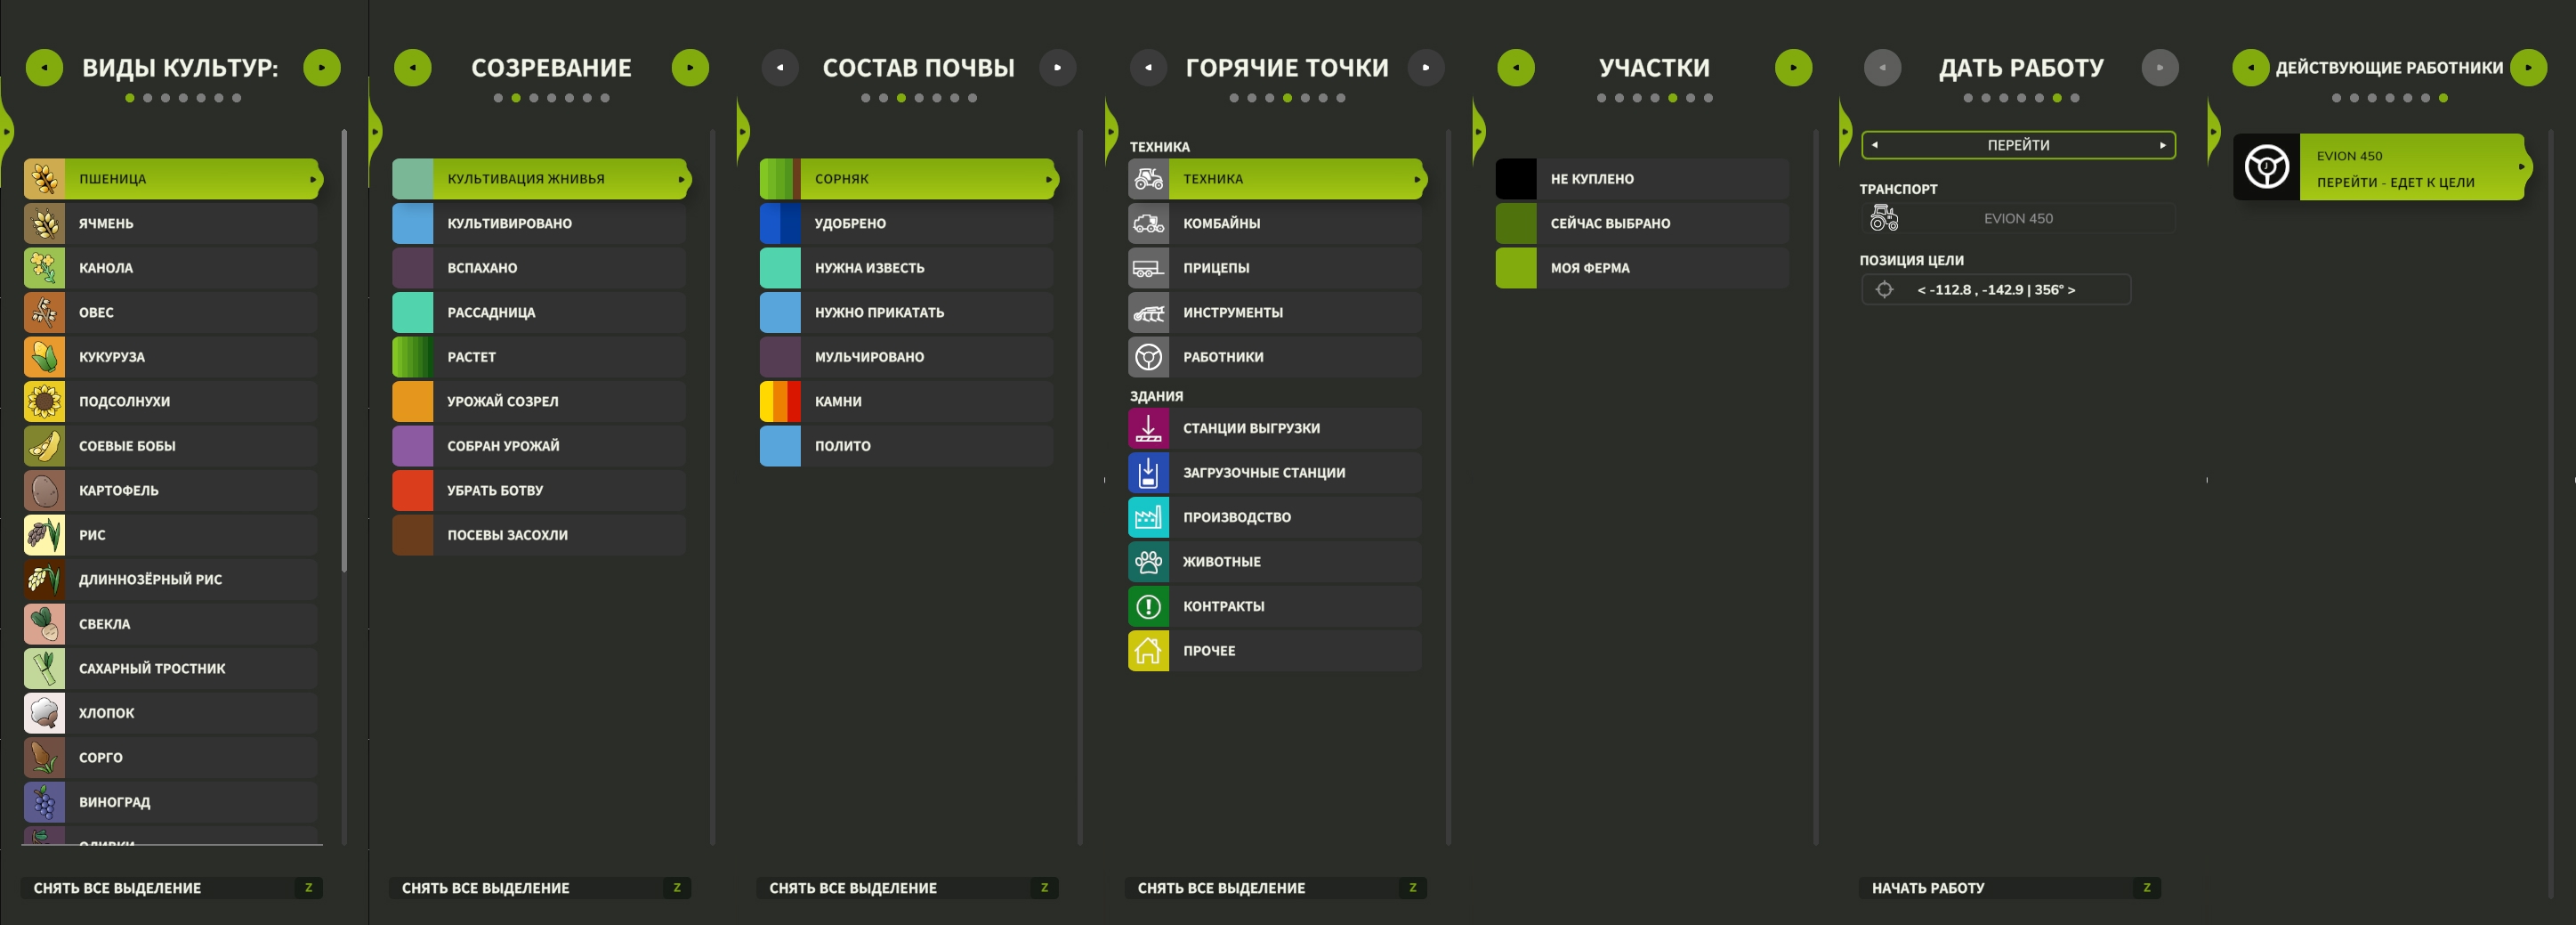 ВИДЫ КУЛЬТУР:
ПШЕНИЦА
ЯЧМЕНЬ
КАНОЛА
ОВЕС
КУКУРУЗА
ПОДСОЛНУХИ
СОЕВЫЕ БОБЫ
КАРТОФЕЛЬ
РИС
ДЛИННОЗЁРНЫЙ РИС
СВЕКЛА
САХАРНЫЙ ТРОСТНИК
ХЛОПОК
СОРГО
ВИНОГРАД
СНЯТЬ ВСЕ ВЫДЕЛЕНИЕ Z
СОЗРЕВАНИЕ
КУЛЬТИВАЦИЯ ЖНИВЬЯ
КУЛЬТИВИРОВАНО
ВСПАХАНО
РАССАДНИЦА
РАСТЕТ
УРОЖАЙ СОЗРЕЛ
СОБРАН УРОЖАЙ
УБРАТЬ БОТВУ
ПОСЕВЫ ЗАСОХЛИ
СНЯТЬ ВСЕ ВЫДЕЛЕНИЕ Z
СОСТАВ ПОЧВЫ
СОРНЯК
УДОБРЕНО
НУЖНА ИЗВЕСТЬ
НУЖНО ПРИКАТАТЬ
МУЛЬЧИРОВАНО
КАМНИ
ПОЛИТО
СНЯТЬ ВСЕ ВЫДЕЛЕНИЕ Z
ГОРЯЧИЕ ТОЧКИ
ТЕХНИКА
ТЕХНИКА
КОМБАЙНЫ
ПРИЦЕПЫ
ИНСТРУМЕНТЫ
РАБОТНИКИ
ЗДАНИЯ
СТАНЦИИ ВЫГРУЗКИ
ЗАГРУЗОЧНЫЕ СТАНЦИИ
ПРОИЗВОДСТВО
ЖИВОТНЫЕ
КОНТРАКТЫ
ПРОЧЕЕ
СНЯТЬ ВСЕ ВЫДЕЛЕНИЕ Z
УЧАСТКИ
НЕ КУПЛЕНО
СЕЙЧАС ВЫБРАНО
МОЯ ФЕРМА
ДАТЬ РАБОТУ
ПЕРЕЙТИ
ТРАНСПОРТ
EVION 450
ПОЗИЦИЯ ЦЕЛИ
< -112.8 , -142.9 | 356° >
НАЧАТЬ РАБОТУ Z
ДЕЙСТВУЮЩИЕ РАБОТНИКИ
EVION 450
ПЕРЕЙТИ - ЕДЕТ К ЦЕЛИ